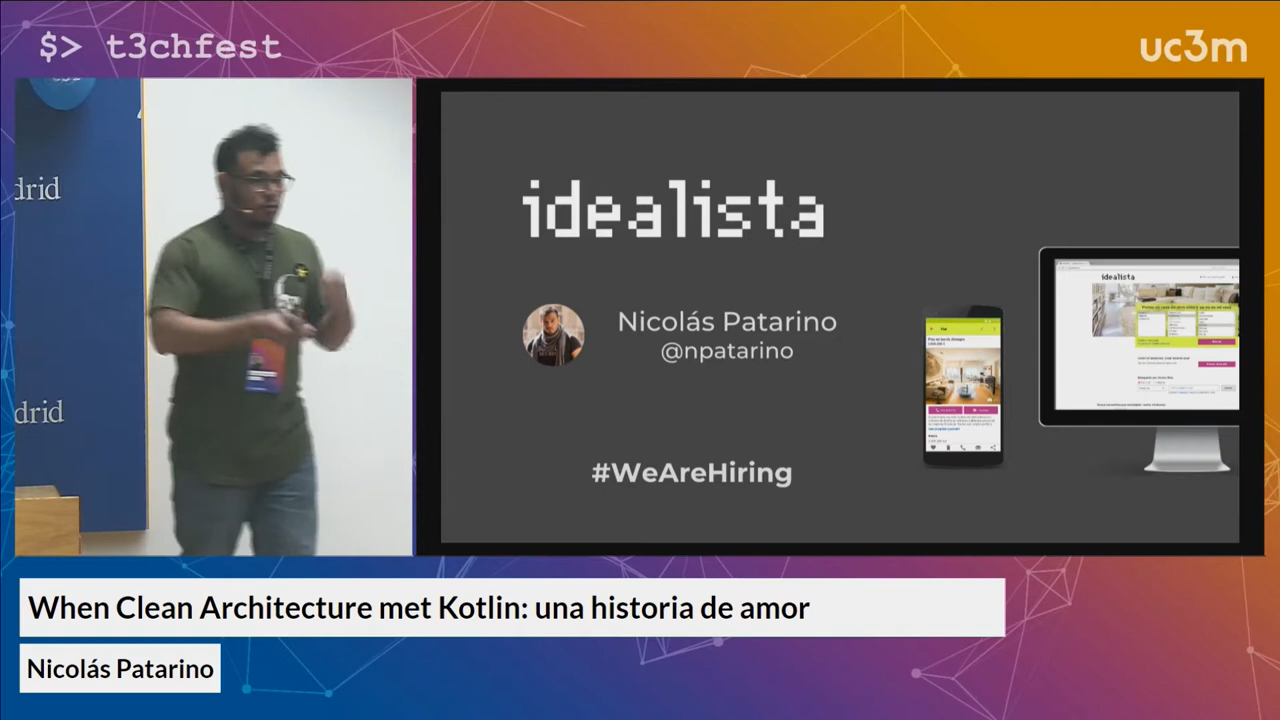 $> t3chfest
uc3m
drid
drid
idealista
Nicolás Patarino
@npatarino
#WeAreHiring
idealista
When Clean Architecture met Kotlin: una historia de amor
Nicolás Patarino